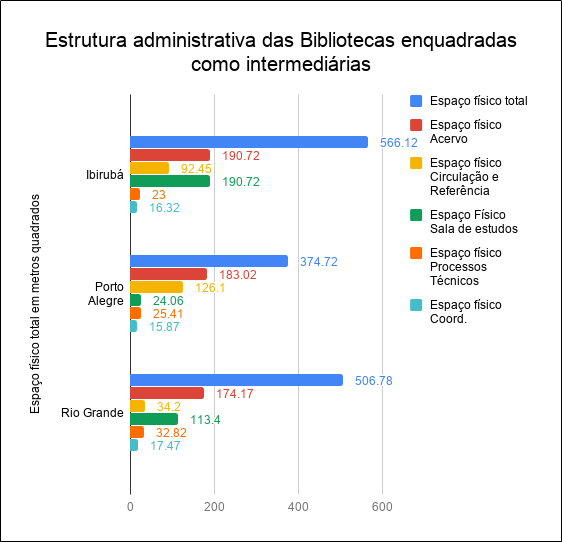 Estrutura administrativa das Bibliotecas enquadradas
como intermediárias
Espaço físico total em metros quadrados
Ibirubá
566.12
190.72
92.45
190.72
23
16.32
Porto
Alegre
374.72
183.02
126.1
24.06
25.41
15.87
Rio Grande
506.78
174.17
34.2
113.4
32.82
17.47
0
200
400
600
Espaço físico total
Espaço físico
Acervo
Espaço físico
Circulação e
Referência
Espaço Físico
Sala de estudos
Espaço físico
Processos
Técnicos
Espaço físico
Coord.